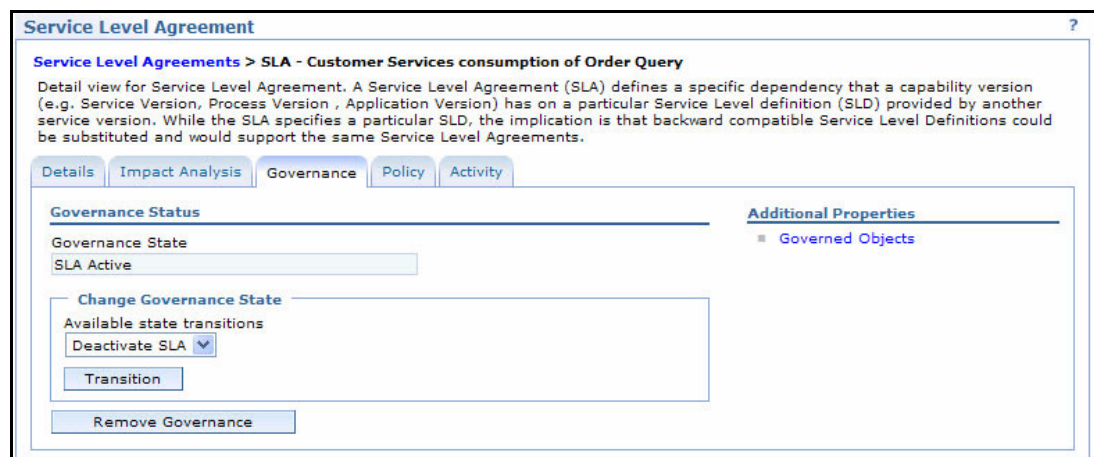 Service Level Agreement ?
Service Level Agreements > SLA - Customer Services consumption of Order Query
Detail view for Service Level Agreement. A Service Level Agreement (SLA) defines a specific dependency that a capability version
(e.g. Service Version, Process Version , Application Version) has on a particular Service Level definition (SLD) provided by another
service version. While the SLA specifies a particular SLD, the implication is that backward compatible Service Level Definitions could
be substituted and would support the same Service Level Agreements.
Details Impact Analysis Governance Policy Activity
Governance Status
Governance State
SLA Active
Change Governance State
Available state transitions
Deactivate SLA
Transition
Remove Governance
Additional Properties
Governed Objects